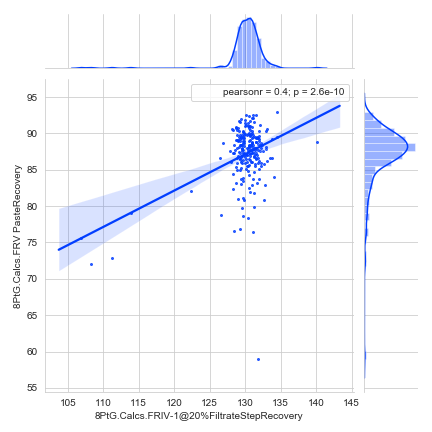 pearsonr = 0.4; p = 2.6e-10
95
90
85
80
75
70
65
60
55
8PtG.Calcs.FRV PasteRecovery
105 110 115 120 125 130 135 140 145
8PtG.Calcs.FRIV-1@20%FiltrateStepRecovery